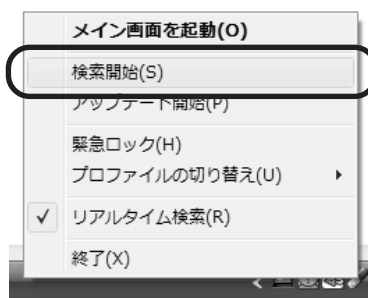 メイン画面を起動(O)
検索開始(S)
アップデート開始(P)
緊急ロック(H)
プロファイルの切り替え(U)
リアルタイム検索(R)
終了(X)